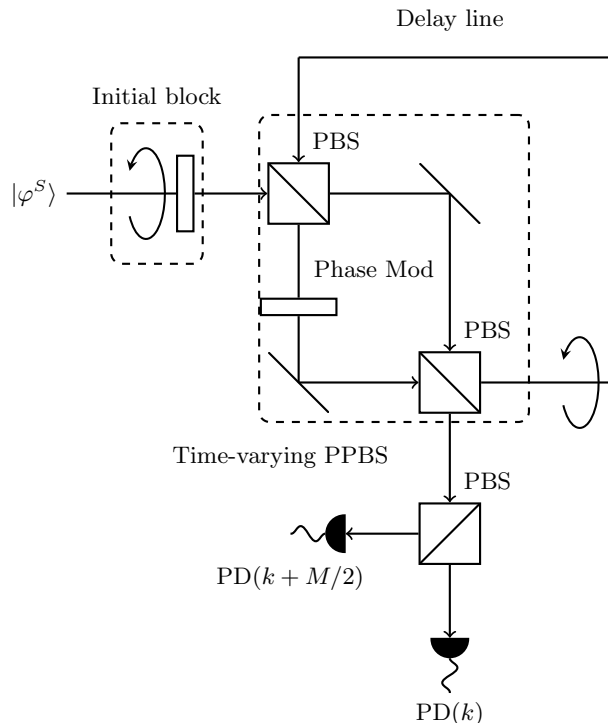 Delay line
Initial block
PBS
|φ^S⟩
Phase Mod
PBS
Time-varying PPBS
PBS
PD(k + M/2)
PD(k)